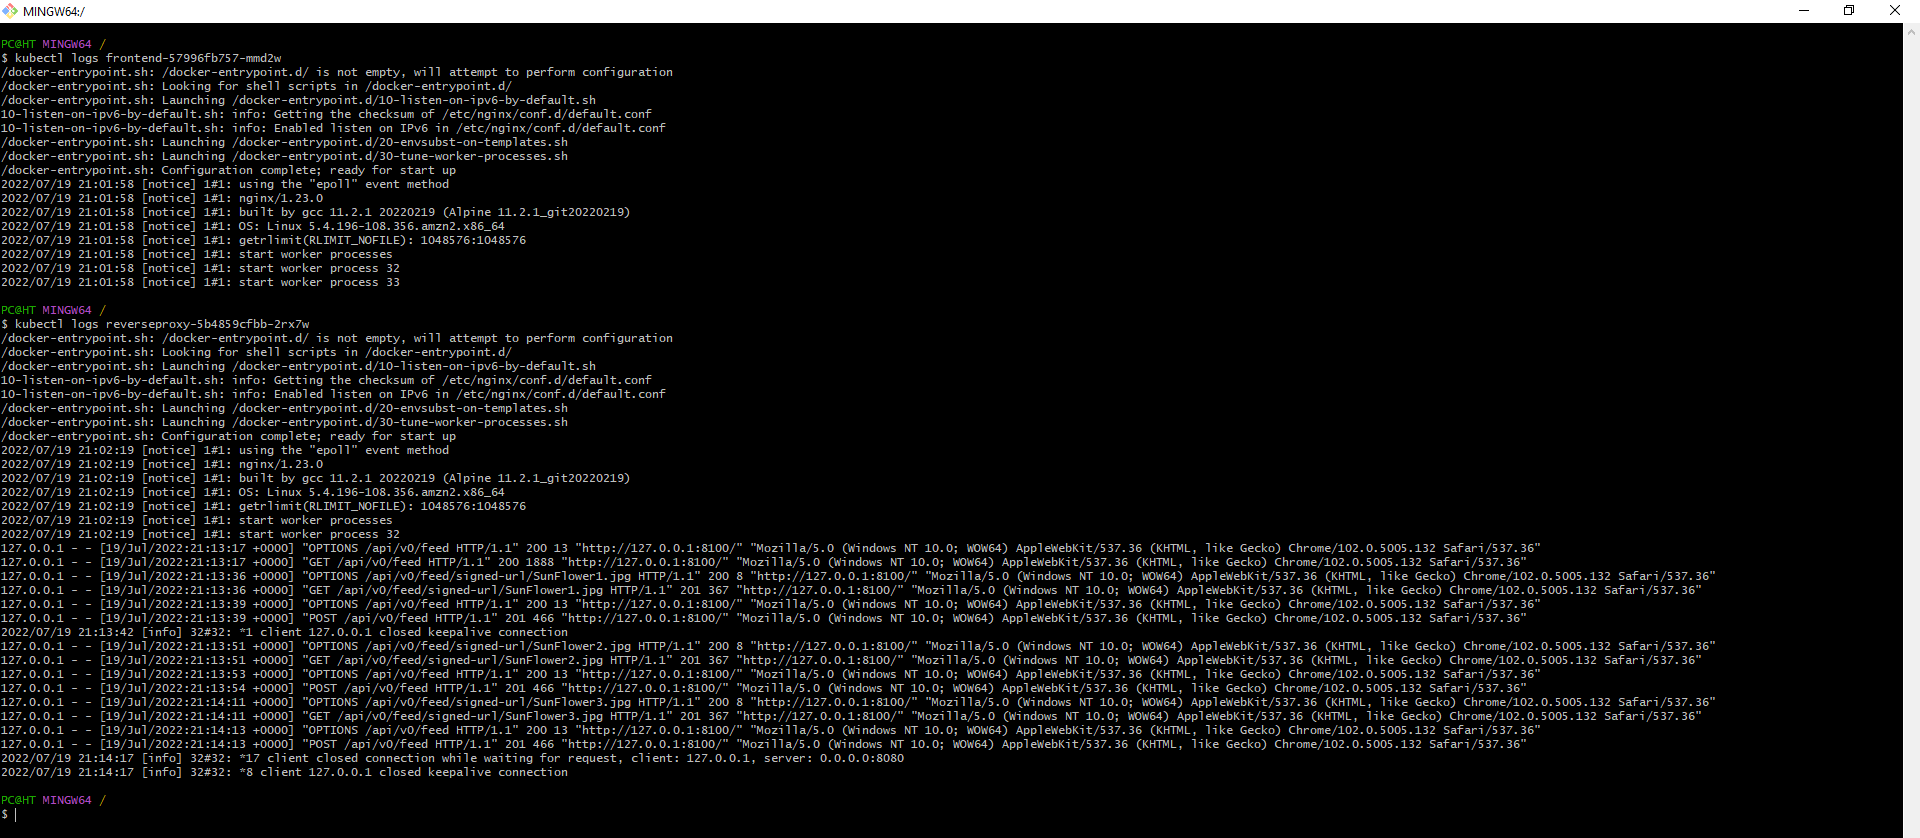 MINGW64:/
PC@HT MINGW64 /
$ kubectl logs frontend-57996fb757-mmd2w
/docker-entrypoint.sh: /docker-entrypoint.d/ is not empty, will attempt to perform configuration
/docker-entrypoint.sh: Looking for shell scripts in /docker-entrypoint.d/
/docker-entrypoint.sh: Launching /docker-entrypoint.d/10-listen-on-ipv6-by-default.sh
10-listen-on-ipv6-by-default.sh: info: Getting the checksum of /etc/nginx/conf.d/default.conf
10-listen-on-ipv6-by-default.sh: info: Enabled listen on IPv6 in /etc/nginx/conf.d/default.conf
/docker-entrypoint.sh: Launching /docker-entrypoint.d/20-envsubst-on-templates.sh
/docker-entrypoint.sh: Launching /docker-entrypoint.d/30-tune-worker-processes.sh
/docker-entrypoint.sh: Configuration complete; ready for start up
2022/07/19 21:01:58 [notice] 1#1: using the "epoll" event method
2022/07/19 21:01:58 [notice] 1#1: nginx/1.23.0
2022/07/19 21:01:58 [notice] 1#1: built by gcc 11.2.1 20220219 (Alpine 11.2.1_git20220219)
2022/07/19 21:01:58 [notice] 1#1: OS: Linux 5.4.196-108.356.amzn2.x86_64
2022/07/19 21:01:58 [notice] 1#1: getrlimit(RLIMIT_NOFILE): 1048576:1048576
2022/07/19 21:01:58 [notice] 1#1: start worker processes
2022/07/19 21:01:58 [notice] 1#1: start worker process 32
2022/07/19 21:01:58 [notice] 1#1: start worker process 33
PC@HT MINGW64 /
$ kubectl logs reverseproxy-5b4859cfbb-2rx7w
/docker-entrypoint.sh: /docker-entrypoint.d/ is not empty, will attempt to perform configuration
/docker-entrypoint.sh: Looking for shell scripts in /docker-entrypoint.d/
/docker-entrypoint.sh: Launching /docker-entrypoint.d/10-listen-on-ipv6-by-default.sh
10-listen-on-ipv6-by-default.sh: info: Getting the checksum of /etc/nginx/conf.d/default.conf
10-listen-on-ipv6-by-default.sh: info: Enabled listen on IPv6 in /etc/nginx/conf.d/default.conf
/docker-entrypoint.sh: Launching /docker-entrypoint.d/20-envsubst-on-templates.sh
/docker-entrypoint.sh: Launching /docker-entrypoint.d/30-tune-worker-processes.sh
/docker-entrypoint.sh: Configuration complete; ready for start up
2022/07/19 21:02:19 [notice] 1#1: using the "epoll" event method
2022/07/19 21:02:19 [notice] 1#1: nginx/1.23.0
2022/07/19 21:02:19 [notice] 1#1: built by gcc 11.2.1 20220219 (Alpine 11.2.1_git20220219)
2022/07/19 21:02:19 [notice] 1#1: OS: Linux 5.4.196-108.356.amzn2.x86_64
2022/07/19 21:02:19 [notice] 1#1: getrlimit(RLIMIT_NOFILE): 1048576:1048576
2022/07/19 21:02:19 [notice] 1#1: start worker processes
2022/07/19 21:02:19 [notice] 1#1: start worker process 32
127.0.0.1 - - [19/Jul/2022:21:13:17 +0000] "OPTIONS /api/v0/feed HTTP/1.1" 200 13 "http://127.0.0.1:8100/" "Mozilla/5.0 (Windows NT 10.0; WOW64) AppleWebKit/537.36 (KHTML, like Gecko) Chrome/102.0.5005.132 Safari/537.36"
127.0.0.1 - - [19/Jul/2022:21:13:17 +0000] "GET /api/v0/feed HTTP/1.1" 200 1888 "http://127.0.0.1:8100/" "Mozilla/5.0 (Windows NT 10.0; WOW64) AppleWebKit/537.36 (KHTML, like Gecko) Chrome/102.0.5005.132 Safari/537.36"
127.0.0.1 - - [19/Jul/2022:21:13:36 +0000] "OPTIONS /api/v0/feed/signed-url/SunFlower1.jpg HTTP/1.1" 200 8 "http://127.0.0.1:8100/" "Mozilla/5.0 (Windows NT 10.0; WOW64) AppleWebKit/537.36 (KHTML, like Gecko) Chrome/102.0.5005.132 Safari/537.36"
127.0.0.1 - - [19/Jul/2022:21:13:36 +0000] "GET /api/v0/feed/signed-url/SunFlower1.jpg HTTP/1.1" 201 367 "http://127.0.0.1:8100/" "Mozilla/5.0 (Windows NT 10.0; WOW64) AppleWebKit/537.36 (KHTML, like Gecko) Chrome/102.0.5005.132 Safari/537.36"
127.0.0.1 - - [19/Jul/2022:21:13:39 +0000] "OPTIONS /api/v0/feed HTTP/1.1" 200 13 "http://127.0.0.1:8100/" "Mozilla/5.0 (Windows NT 10.0; WOW64) AppleWebKit/537.36 (KHTML, like Gecko) Chrome/102.0.5005.132 Safari/537.36"
127.0.0.1 - - [19/Jul/2022:21:13:39 +0000] "POST /api/v0/feed HTTP/1.1" 201 466 "http://127.0.0.1:8100/" "Mozilla/5.0 (Windows NT 10.0; WOW64) AppleWebKit/537.36 (KHTML, like Gecko) Chrome/102.0.5005.132 Safari/537.36"
2022/07/19 21:13:42 [info] 32#32: *1 client 127.0.0.1 closed keepalive connection
127.0.0.1 - - [19/Jul/2022:21:13:51 +0000] "OPTIONS /api/v0/feed/signed-url/SunFlower2.jpg HTTP/1.1" 200 8 "http://127.0.0.1:8100/" "Mozilla/5.0 (Windows NT 10.0; WOW64) AppleWebKit/537.36 (KHTML, like Gecko) Chrome/102.0.5005.132 Safari/537.36"
127.0.0.1 - - [19/Jul/2022:21:13:51 +0000] "GET /api/v0/feed/signed-url/SunFlower2.jpg HTTP/1.1" 201 367 "http://127.0.0.1:8100/" "Mozilla/5.0 (Windows NT 10.0; WOW64) AppleWebKit/537.36 (KHTML, like Gecko) Chrome/102.0.5005.132 Safari/537.36"
127.0.0.1 - - [19/Jul/2022:21:13:53 +0000] "OPTIONS /api/v0/feed HTTP/1.1" 200 13 "http://127.0.0.1:8100/" "Mozilla/5.0 (Windows NT 10.0; WOW64) AppleWebKit/537.36 (KHTML, like Gecko) Chrome/102.0.5005.132 Safari/537.36"
127.0.0.1 - - [19/Jul/2022:21:13:54 +0000] "POST /api/v0/feed HTTP/1.1" 201 466 "http://127.0.0.1:8100/" "Mozilla/5.0 (Windows NT 10.0; WOW64) AppleWebKit/537.36 (KHTML, like Gecko) Chrome/102.0.5005.132 Safari/537.36"
127.0.0.1 - - [19/Jul/2022:21:14:11 +0000] "OPTIONS /api/v0/feed/signed-url/SunFlower3.jpg HTTP/1.1" 200 8 "http://127.0.0.1:8100/" "Mozilla/5.0 (Windows NT 10.0; WOW64) AppleWebKit/537.36 (KHTML, like Gecko) Chrome/102.0.5005.132 Safari/537.36"
127.0.0.1 - - [19/Jul/2022:21:14:11 +0000] "GET /api/v0/feed/signed-url/SunFlower3.jpg HTTP/1.1" 201 367 "http://127.0.0.1:8100/" "Mozilla/5.0 (Windows NT 10.0; WOW64) AppleWebKit/537.36 (KHTML, like Gecko) Chrome/102.0.5005.132 Safari/537.36"
127.0.0.1 - - [19/Jul/2022:21:14:13 +0000] "OPTIONS /api/v0/feed HTTP/1.1" 200 13 "http://127.0.0.1:8100/" "Mozilla/5.0 (Windows NT 10.0; WOW64) AppleWebKit/537.36 (KHTML, like Gecko) Chrome/102.0.5005.132 Safari/537.36"
127.0.0.1 - - [19/Jul/2022:21:14:13 +0000] "POST /api/v0/feed HTTP/1.1" 201 466 "http://127.0.0.1:8100/" "Mozilla/5.0 (Windows NT 10.0; WOW64) AppleWebKit/537.36 (KHTML, like Gecko) Chrome/102.0.5005.132 Safari/537.36"
2022/07/19 21:14:17 [info] 32#32: *17 client closed connection while waiting for request, client: 127.0.0.1, server: 0.0.0.0:8080
2022/07/19 21:14:17 [info] 32#32: *8 client 127.0.0.1 closed keepalive connection
PC@HT MINGW64 /
$